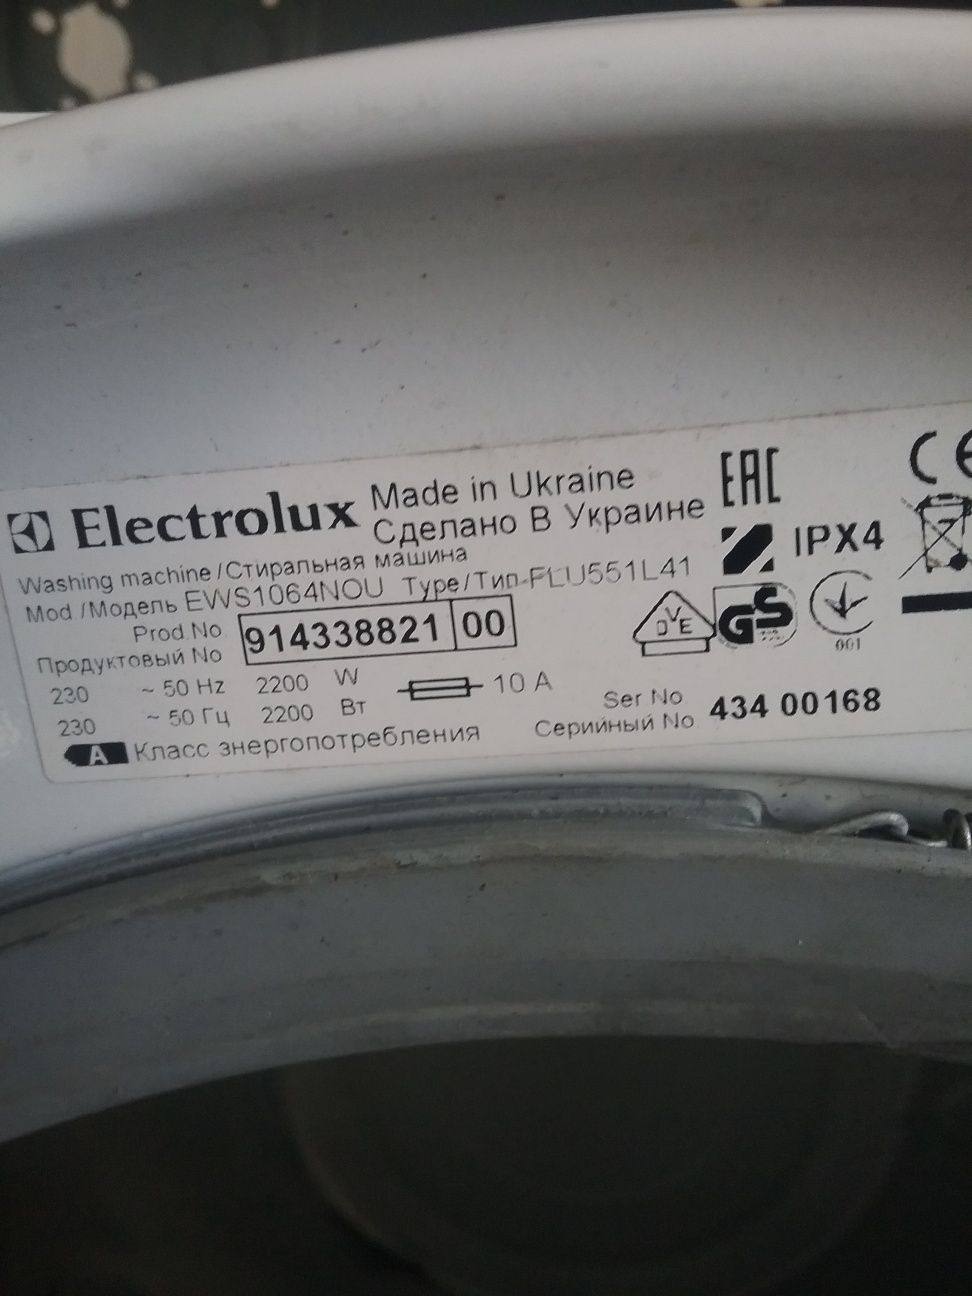 Electrolux Made in Ukraine
Сделано В Украине
EAC
CE
Washing machine/Стиральная машина
IPX4
Mod /Модель EWS1064NOU Type/Тип FLU551L41
Prod.No 914338821 00
Продуктовый No
DVE
GS
001
230 ~ 50 Hz 2200 W
230 ~ 50 Гц 2200 Вт
10 A
Ser No
Серийный No 434 00168
A Класс энергопотребления